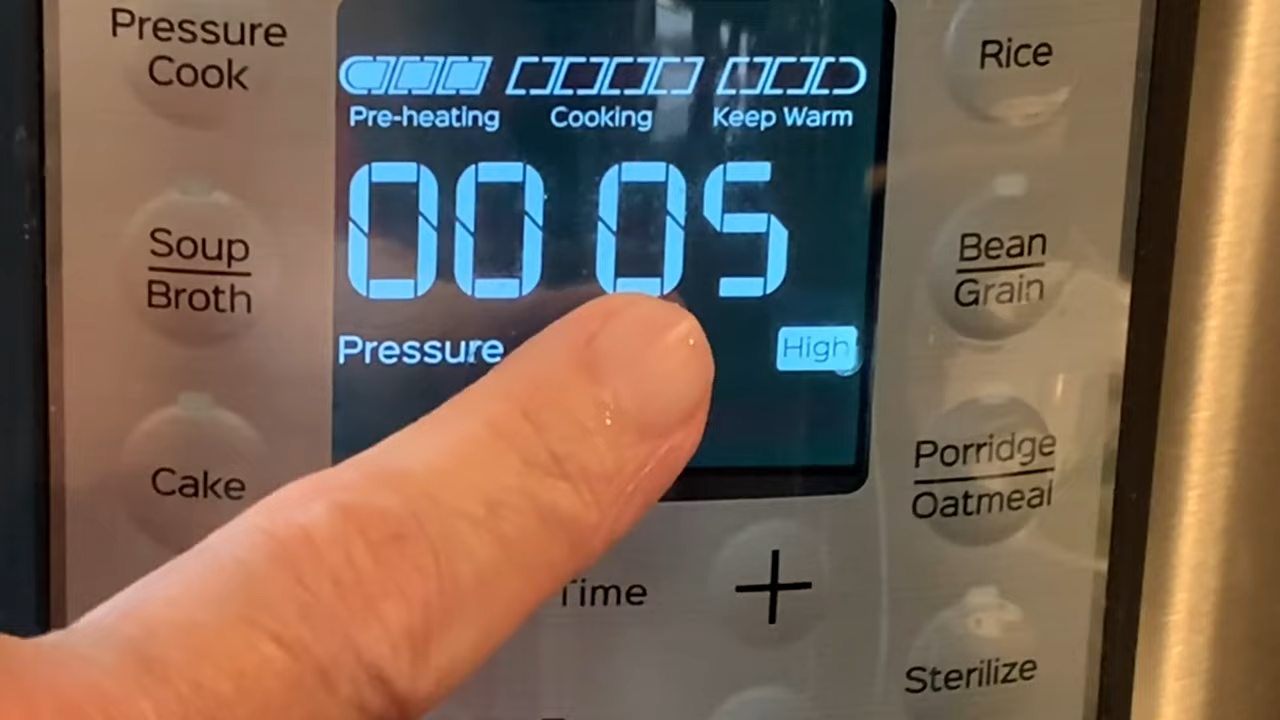 Pressure
Cook
Pre-heating Cooking Keep Warm
00 05
Pressure High
Soup
Broth
Cake
Time +
Rice
Bean
Grain
Porridge
Oatmeal
Sterilize